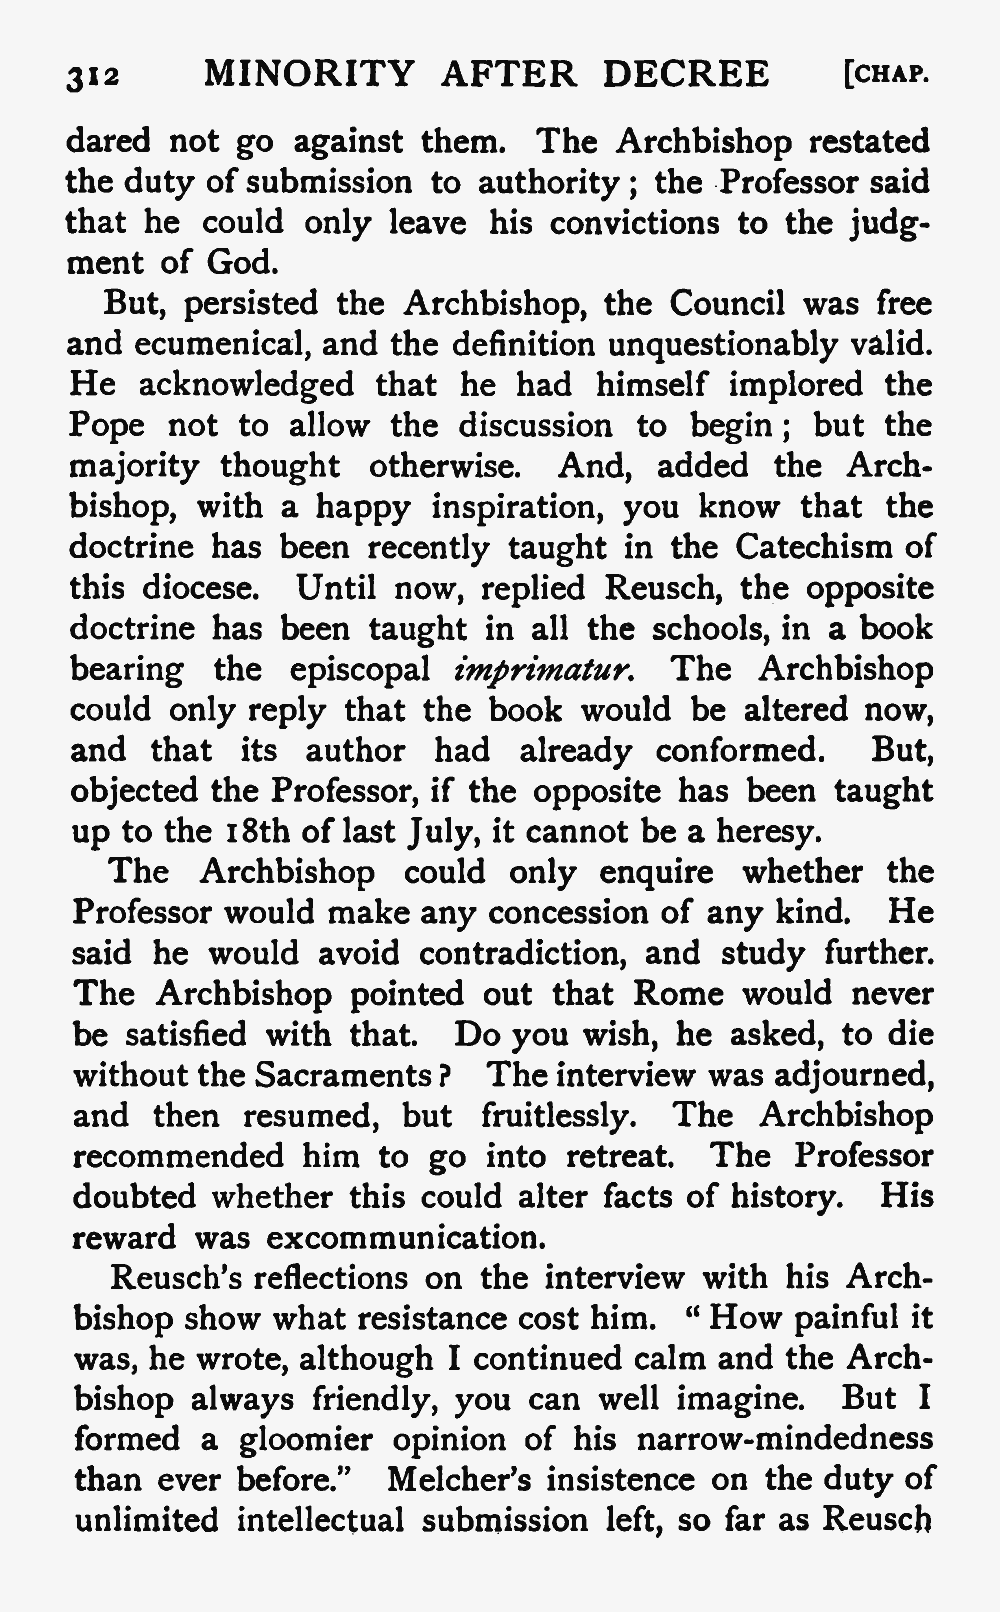 312 MINORITY AFTER DECREE [CHAP.
dared not go against them. The Archbishop restated
the duty of submission to authority; the Professor said
that he could only leave his convictions to the judg-
ment of God.
But, persisted the Archbishop, the Council was free
and ecumenical, and the definition unquestionably valid.
He acknowledged that he had himself implored the
Pope not to allow the discussion to begin; but the
majority thought otherwise. And, added the Arch-
bishop, with a happy inspiration, you know that the
doctrine has been recently taught in the Catechism of
this diocese. Until now, replied Reusch, the opposite
doctrine has been taught in all the schools, in a book
bearing the episcopal imprimatur. The Archbishop
could only reply that the book would be altered now,
and that its author had already conformed. But,
objected the Professor, if the opposite has been taught
up to the 18th of last July, it cannot be a heresy.
The Archbishop could only enquire whether the
Professor would make any concession of any kind. He
said he would avoid contradiction, and study further.
The Archbishop pointed out that Rome would never
be satisfied with that. Do you wish, he asked, to die
without the Sacraments? The interview was adjourned,
and then resumed, but fruitlessly. The Archbishop
recommended him to go into retreat. The Professor
doubted whether this could alter facts of history. His
reward was excommunication.
Reusch's reflections on the interview with his Arch-
bishop show what resistance cost him. “How painful it
was, he wrote, although I continued calm and the Arch-
bishop always friendly, you can well imagine. But I
formed a gloomier opinion of his narrow-mindedness
than ever before.” Melcher's insistence on the duty of
unlimited intellectual submission left, so far as Reusch